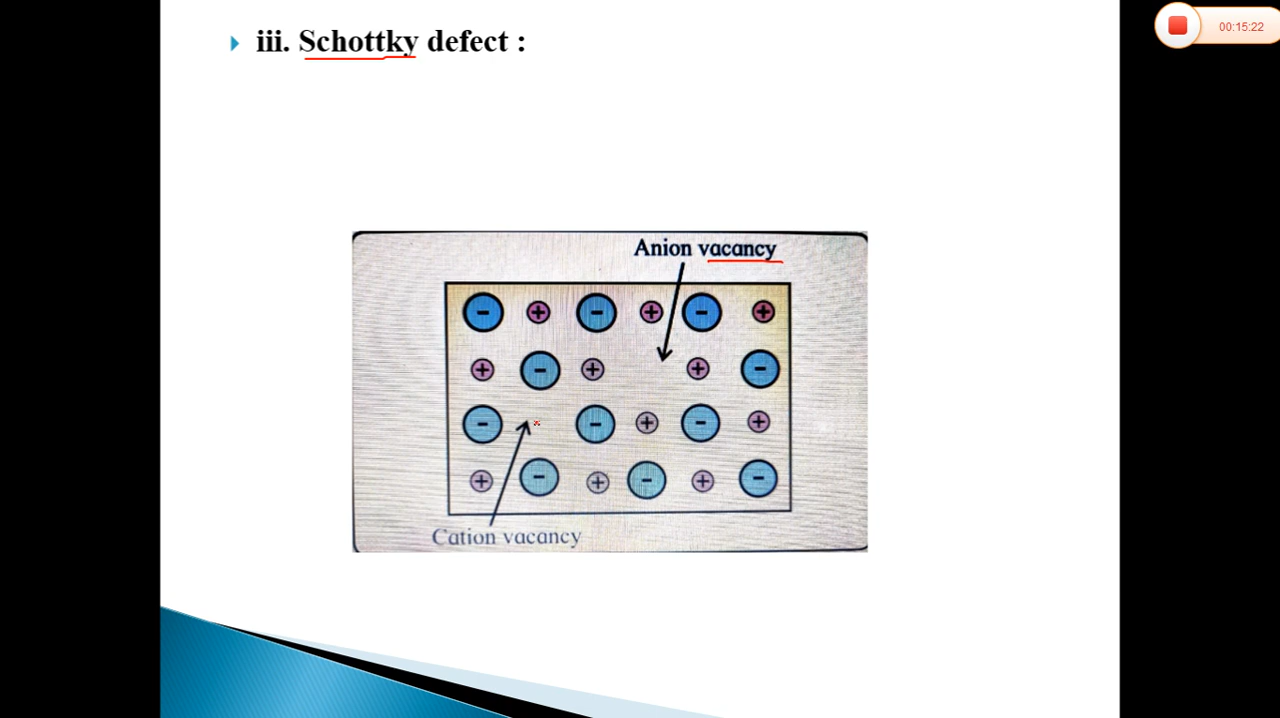 00:15:22
iii. Schottky defect :
Anion vacancy
- + - + - +
+ - + + -
- - + - +
+ - + - + -
Cation vacancy